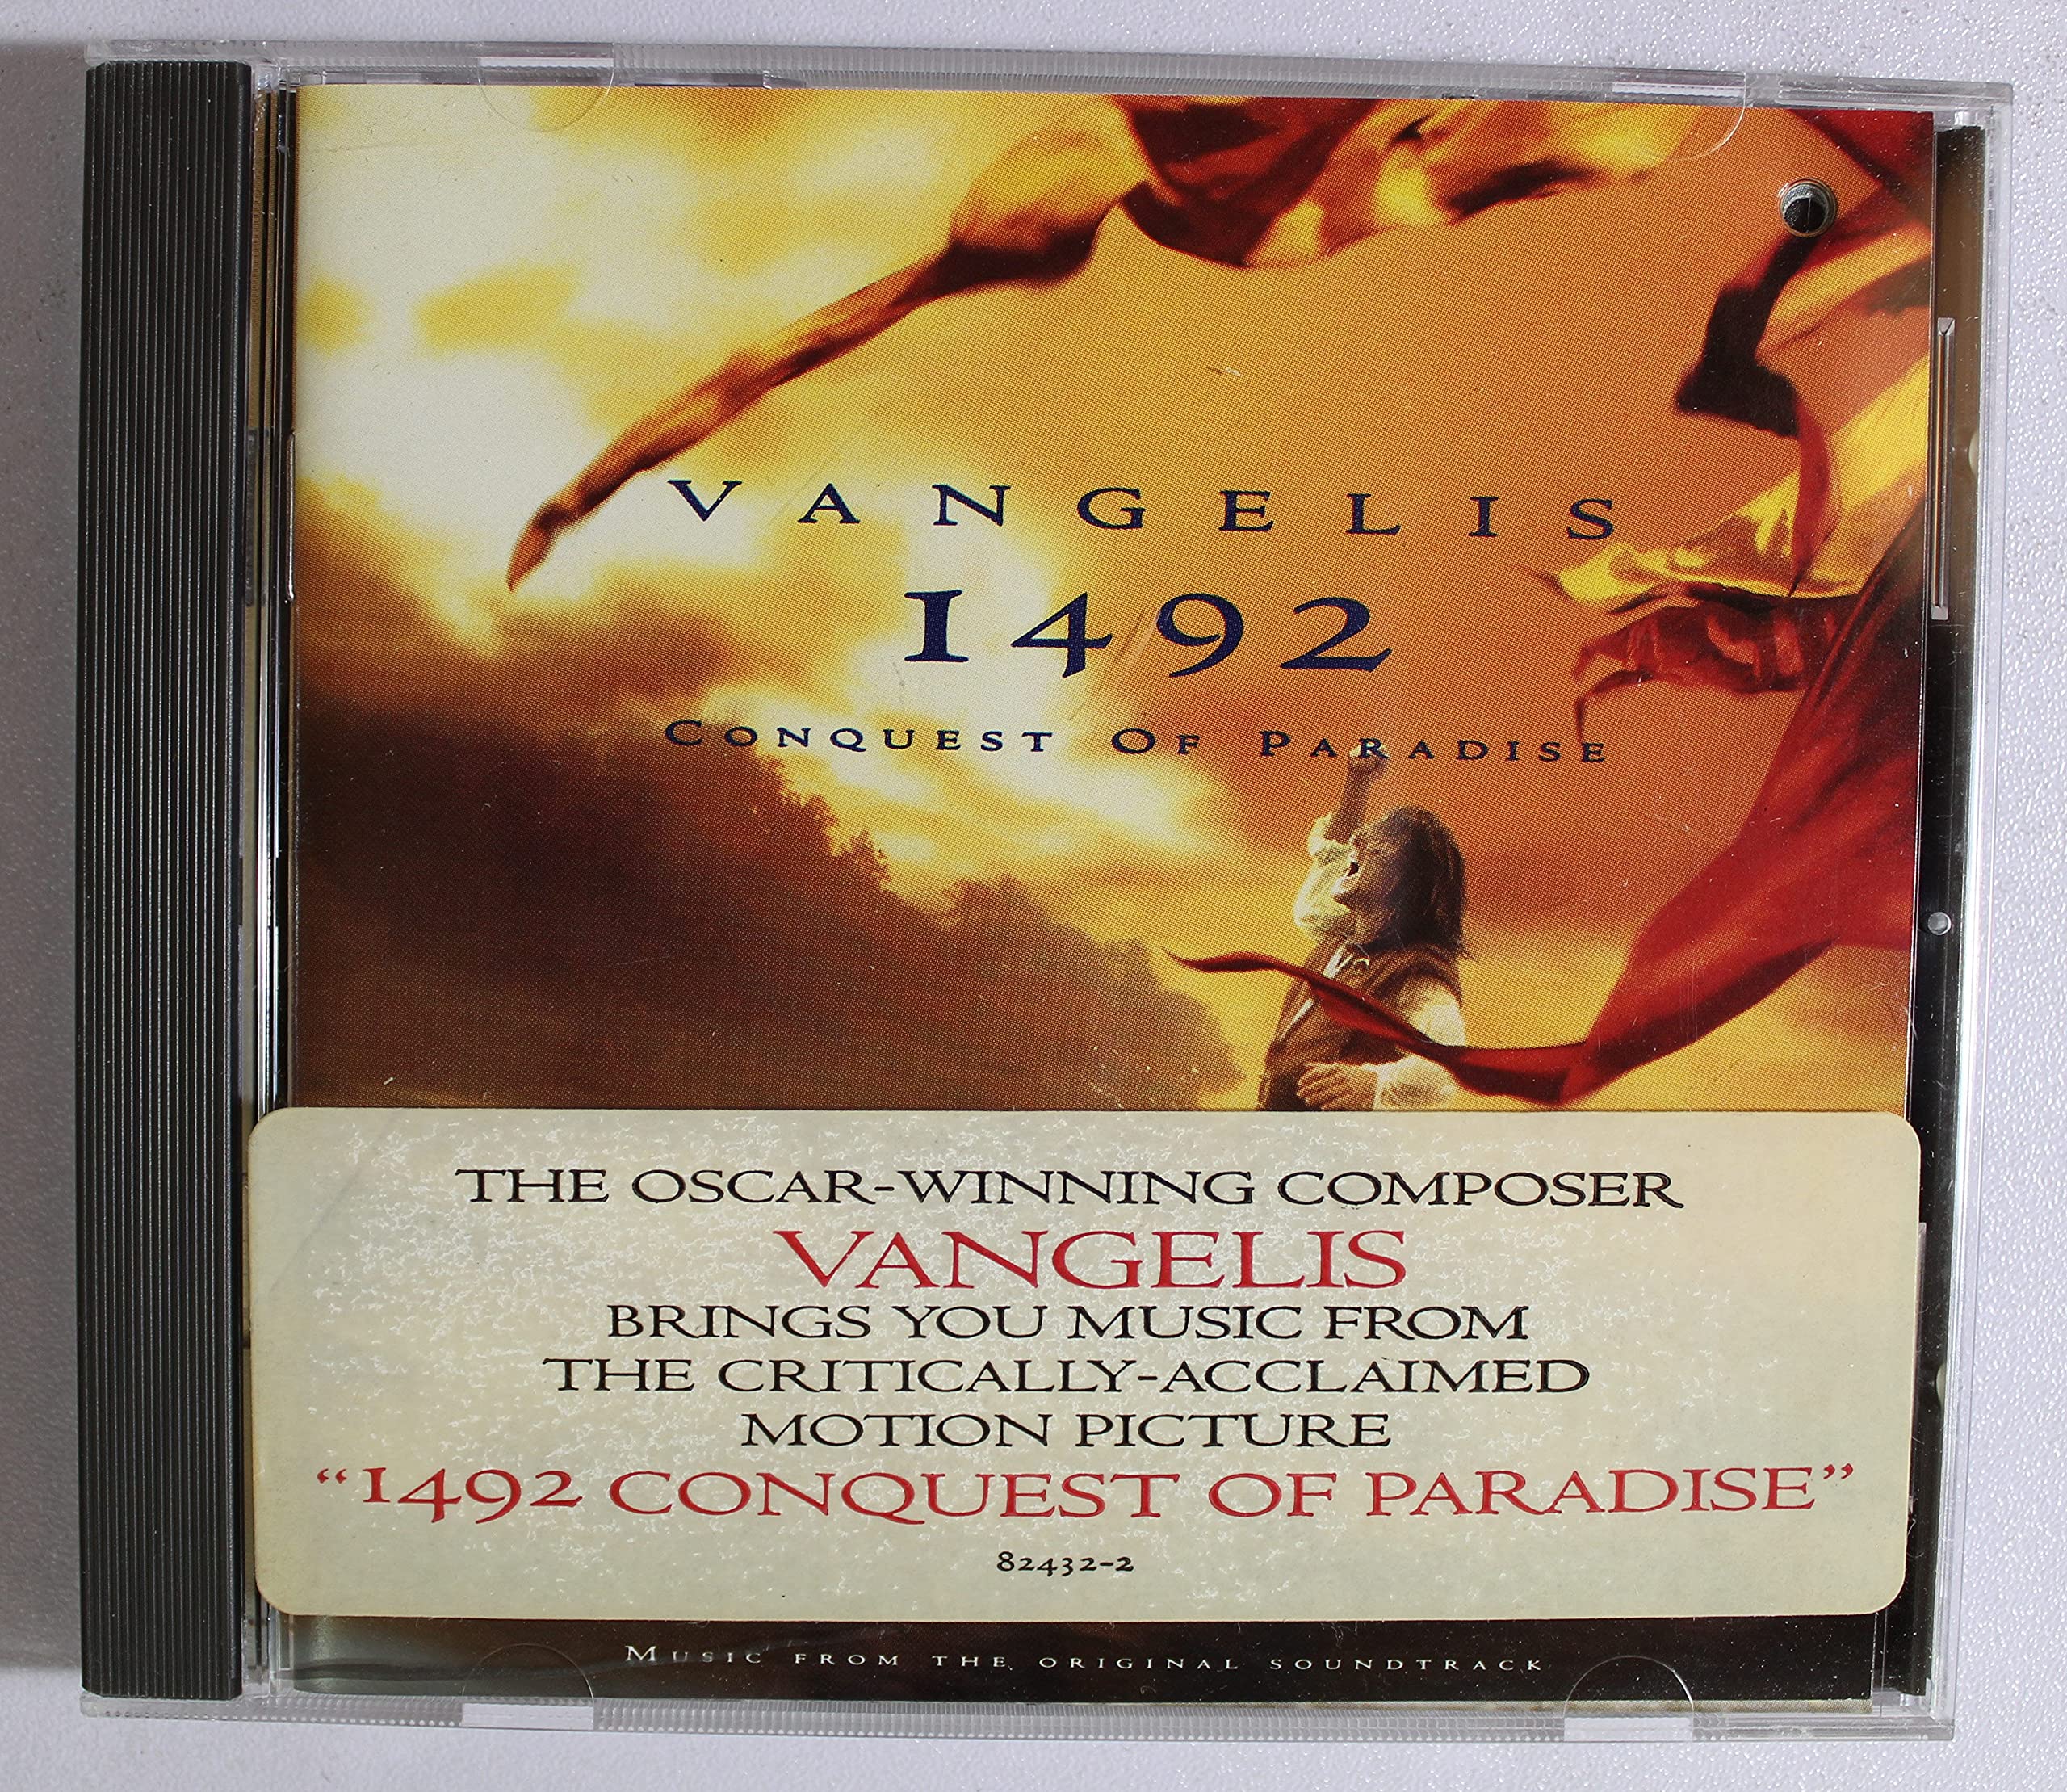 VANGELIS
1492
CONQUEST OF PARADISE
THE OSCAR-WINNING COMPOSER
VANGELIS
BRINGS YOU MUSIC FROM
THE CRITICALLY-ACCLAIMED
MOTION PICTURE
“1492 CONQUEST OF PARADISE”
82432-2
MUSIC FROM THE ORIGINAL SOUNDTRACK